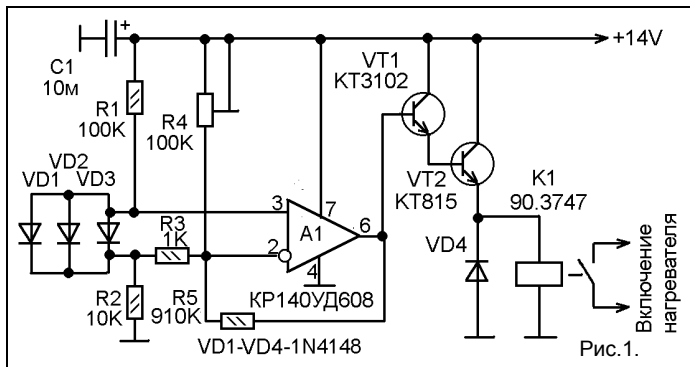 +14V
C1
10м
R1
100K
R4
100K
VT1
КТ3102
VD2
VD1
VD3
R3
1K
3
7
A1
6
2
4
VT2
КТ815
K1
90.3747
VD4
R2
10K
R5
910K
КР140УД608
VD1-VD4-1N4148
Включение
нагревателя
Рис.1.